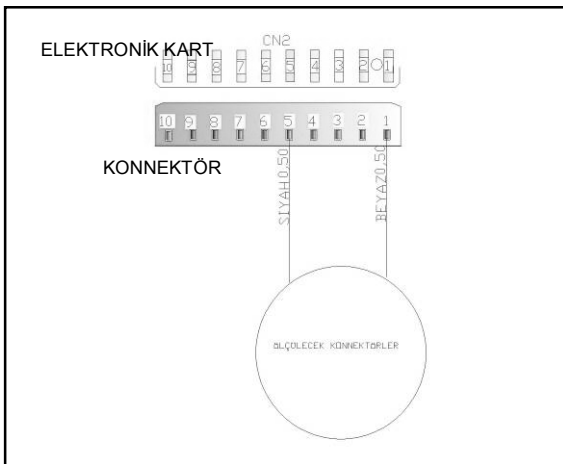 CN2
ELEKTRONİK KART
10 9 8 7 6 5 4 3 2 1
10 9 8 7 6 5 4 3 2 1
KONNEKTÖR
SİYAH 0,50
BEYAZ 0,50
ÖLÇÜLECEK KONNEKTÖRLER